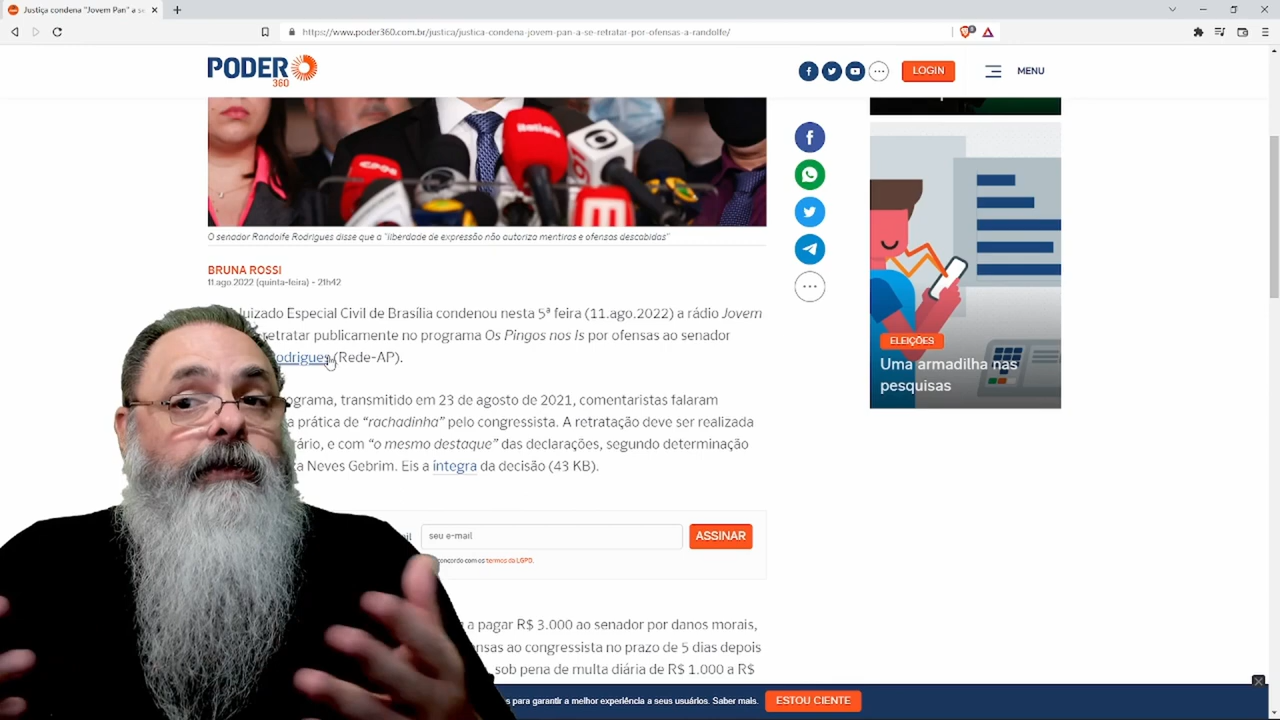 Justiça condena "Jovem Pan" a se
https://www.poder360.com.br/justica/justica-condena-jovem-pan-a-se-retratar-por-ofensas-a-randolfe/
PODER
360
LOGIN
MENU
O senador Randolfe Rodrigues disse que a "liberdade de expressão não autoriza mentiras e ofensas descabidas"
BRUNA ROSSI
11 ago 2022 (quinta-feira) - 21h42
Juizado Especial Civil de Brasília condenou nesta 5ª feira (11.ago.2022) a rádio Jovem
retratar publicamente no programa Os Pingos nos Is por ofensas ao senador
Rodrigues (Rede-AP).
programa, transmitido em 23 de agosto de 2021, comentaristas falaram
a prática de "rachadinha" pelo congressista. A retratação deve ser realizada
e com "o mesmo destaque" das declarações, segundo determinação
Neves Gebrim. Eis a íntegra da decisão (43 KB).
seu e-mail
ASSINAR
concordo com os termos da LGPD.
a pagar R$ 3.000 ao senador por danos morais,
ao congressista no prazo de 5 dias depois
sob pena de multa diária de R$ 1.000 a R$
para garantir a melhor experiência a seus usuários. Saber mais.
ESTOU CIENTE
ELEIÇÕES
Uma armadilha nas
pesquisas